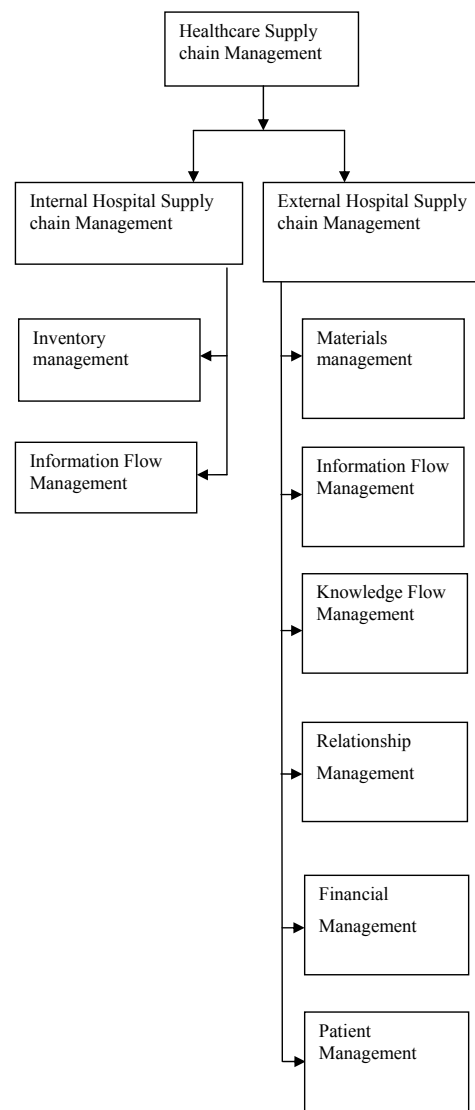 Healthcare Supply
chain Management
Internal Hospital Supply
chain Management
External Hospital Supply
chain Management
Inventory
management
Information Flow
Management
Materials
management
Information Flow
Management
Knowledge Flow
Management
Relationship
Management
Financial
Management
Patient
Management